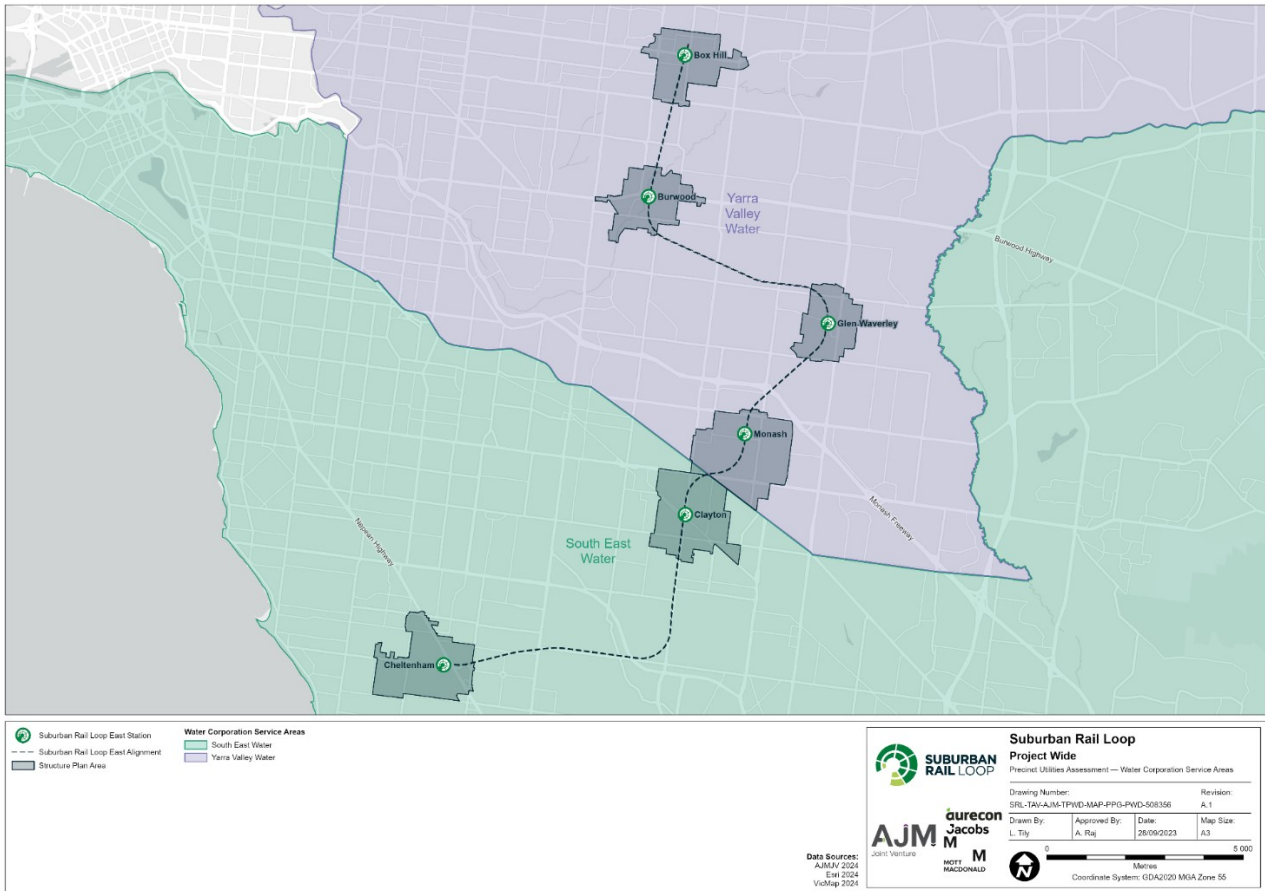 Box Hill
Burwood
Yarra
Valley
Water
Burwood Highway
Glen Waverley
Monash
Clayton
Monash Freeway
South East
Water
Nepean Highway
Cheltenham
Suburban Rail Loop East Station
Suburban Rail Loop East Alignment
Structure Plan Area
Water Corporation Service Areas
South East Water
Yarra Valley Water
SUBURBAN
RAIL LOOP
AJM
Joint Venture
aurecon
Jacobs
M
M
MOTT
MACDONALD
Data Sources:
AJMJV 2024
Esri 2024
VicMap 2024
Suburban Rail Loop
Project Wide
Precinct Utilities Assessment — Water Corporation Service Areas
Drawing Number: Revision:
SRL-TAV-AJM-TPWD-MAP-PPG-PWD-508356 A.1
Drawn By: Approved By: Date: Map Size:
L. Tily A. Raj 28/09/2023 A3
0 5 000
Metres
N
Coordinate System: GDA2020 MGA Zone 55